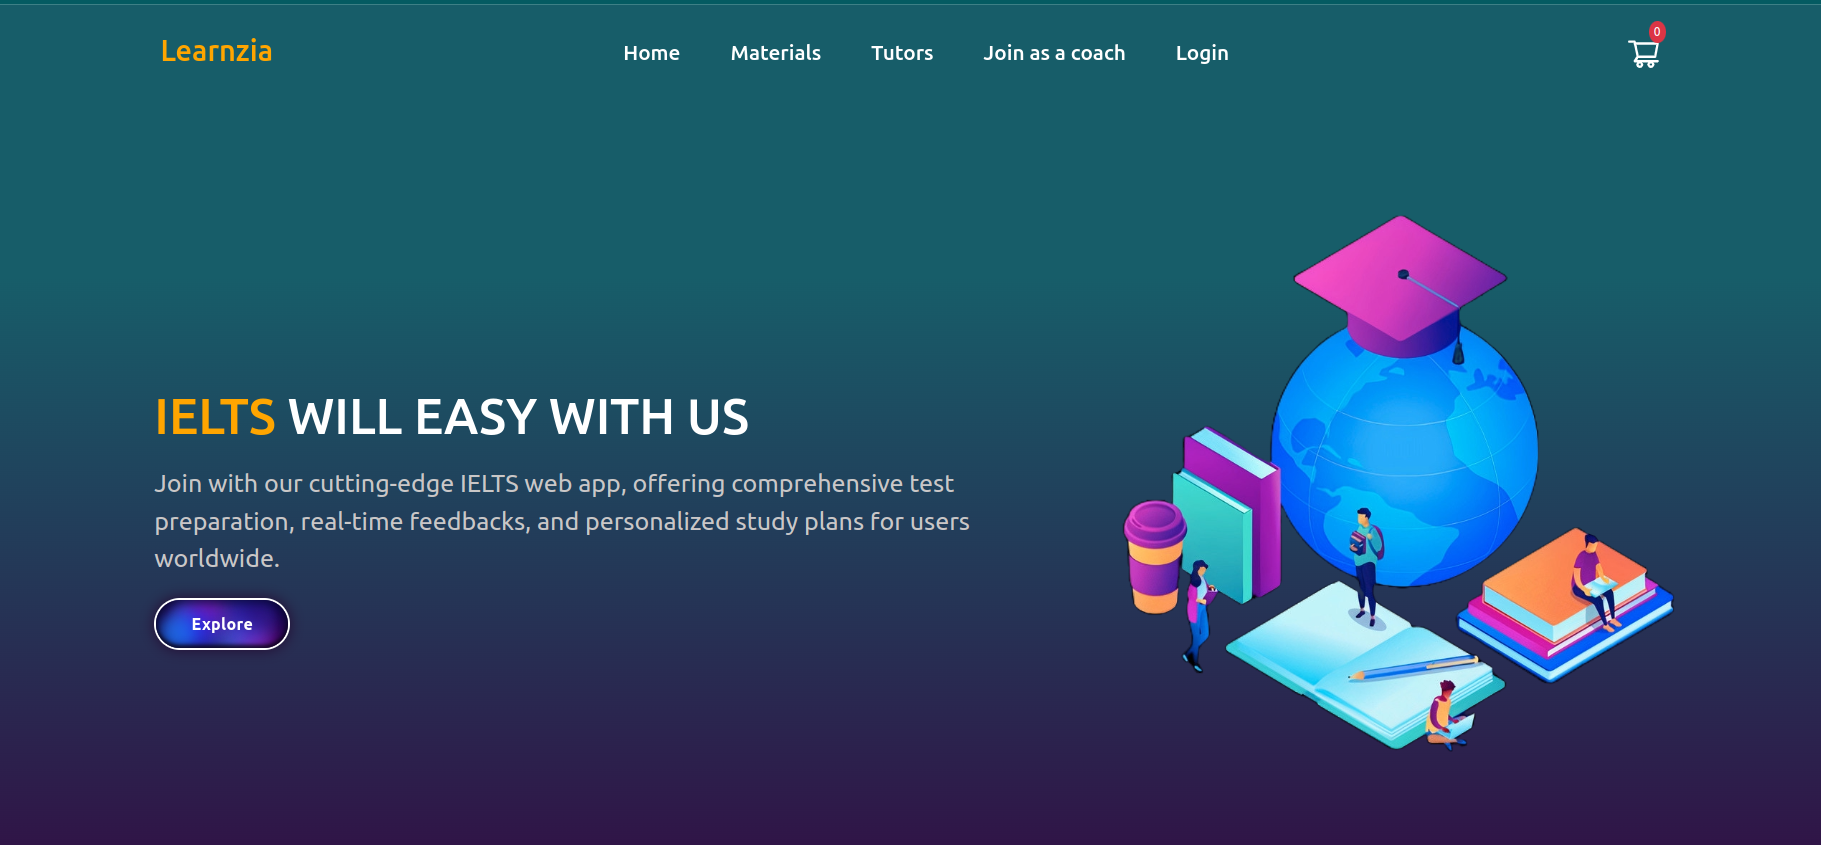 Learnzia
Home Materials Tutors Join as a coach Login
0
IELTS WILL EASY WITH US
Join with our cutting-edge IELTS web app, offering comprehensive test
preparation, real-time feedbacks, and personalized study plans for users
worldwide.
Explore